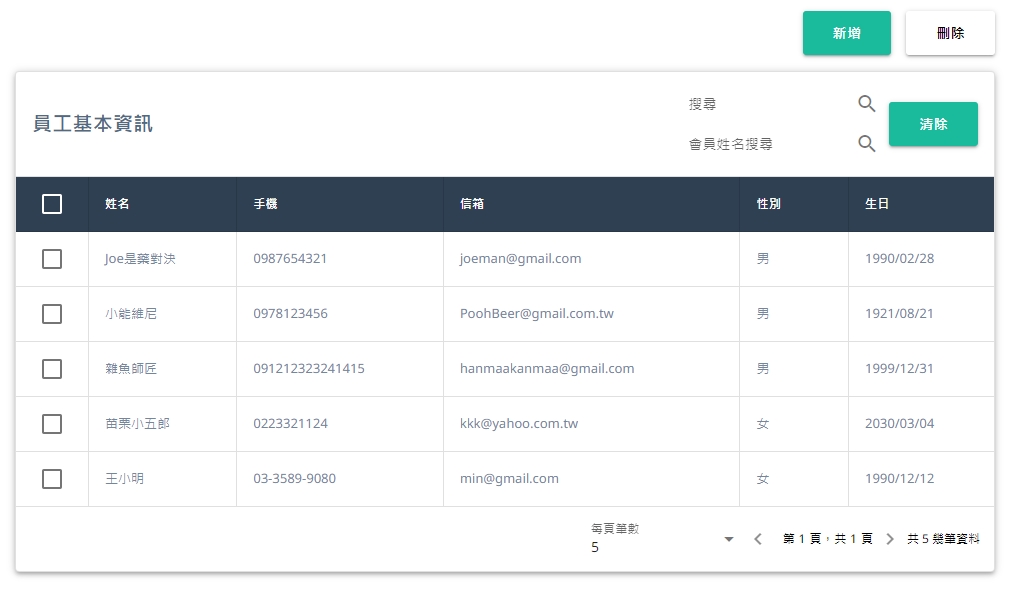 新增 刪除
搜尋
員工基本資訊 清除
會員姓名搜尋
姓名 手機 信箱 性別 生日
Joe是藥對決 0987654321 joeman@gmail.com 男 1990/02/28
小能維尼 0978123456 PoohBeer@gmail.com.tw 男 1921/08/21
雜魚師匠 091212323241415 hanmaakanmaa@gmail.com 男 1999/12/31
苗栗小五郎 0223321124 kkk@yahoo.com.tw 女 2030/03/04
王小明 03-3589-9080 min@gmail.com 女 1990/12/12
每頁筆數
5 第 1 頁，共 1 頁 共 5 幾筆資料